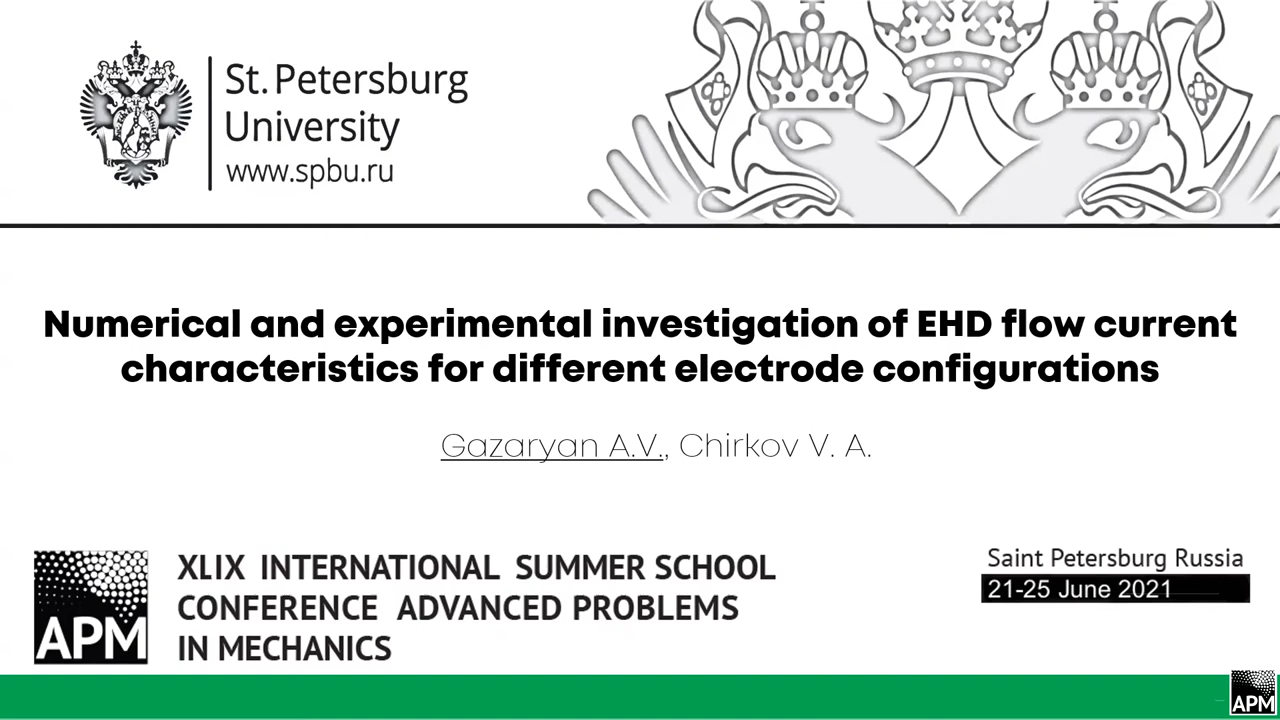 St. Petersburg
University
www.spbu.ru
Numerical and experimental investigation of EHD flow current
characteristics for different electrode configurations
Gazaryan A.V., Chirkov V. A.
APM
XLIX INTERNATIONAL SUMMER SCHOOL
CONFERENCE ADVANCED PROBLEMS
IN MECHANICS
Saint Petersburg Russia
21-25 June 2021
APM